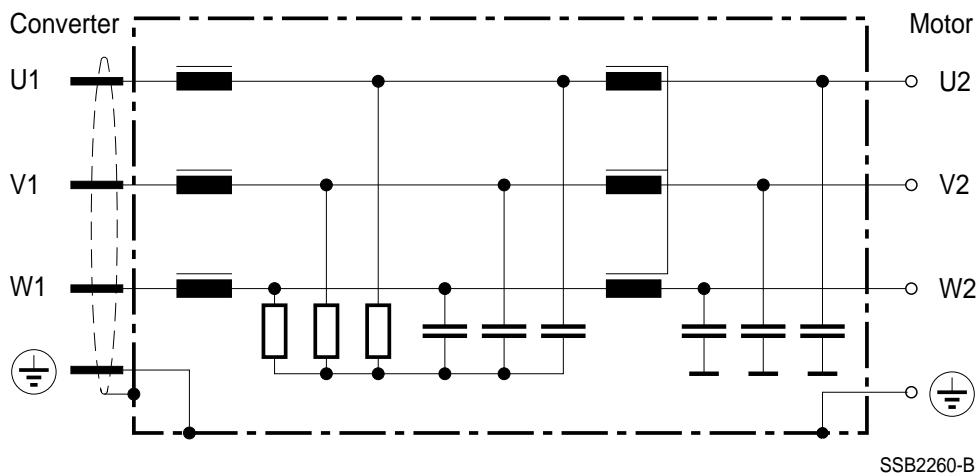 Converter
Motor
U1
U2
V1
V2
W1
W2
SSB2260-B